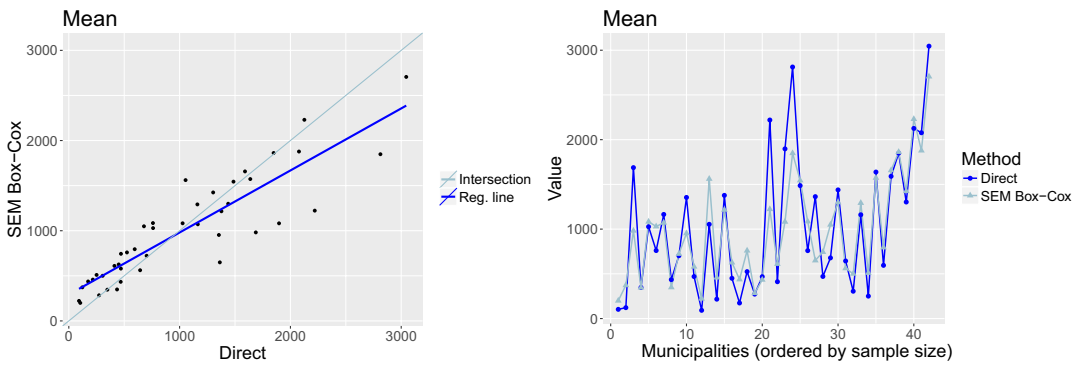 Mean
SEM Box−Cox
3000
2000
1000
0
0
1000
2000
3000
Direct
Intersection
Reg. line
Mean
Value
3000
2000
1000
0
0
10
20
30
40
Municipalities (ordered by sample size)
Method
Direct
SEM Box−Cox